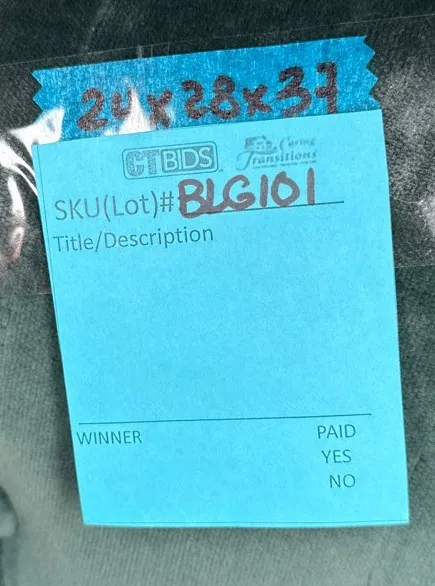 24x28x37
CTBIDS
Caring
Transitions
SKU(Lot)#BLG101
Title/Description
WINNER PAID
YES
NO